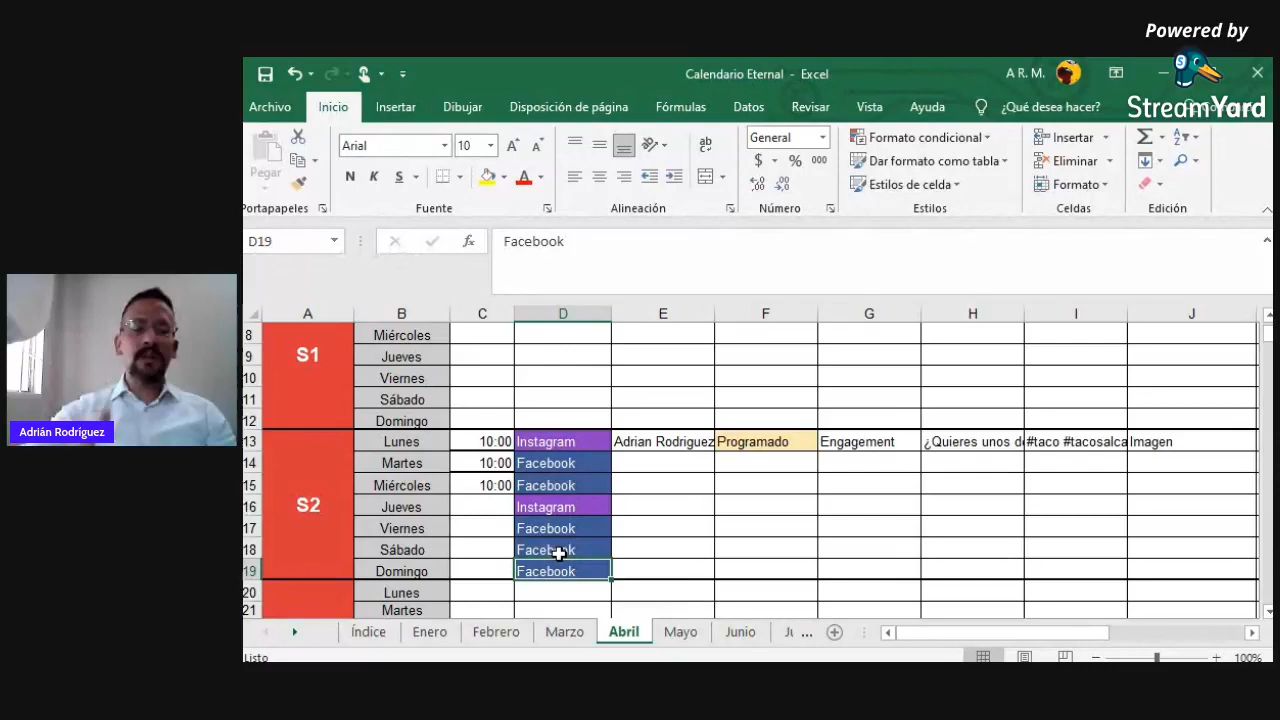 Powered by
StreamYard
Calendario Eternal - Excel
A R. M.
Archivo Inicio Insertar Dibujar Disposición de página Fórmulas Datos Revisar Vista Ayuda ¿Qué desea hacer?
Pegar
Arial 10
N K S
ab
General
$ % 000
Formato condicional
Dar formato como tabla
Estilos de celda
Insertar
Eliminar
Formato
Portapapeles Fuente Alineación Número Estilos Celdas Edición
D19 fx Facebook
A B C D E F G H I J
8 Miércoles
S1
9 Jueves
10 Viernes
11 Sábado
12 Domingo
13 Lunes 10:00 Instagram Adrian Rodriguez Programado Engagement ¿Quieres unos de #taco #tacosalca Imagen
14 Martes 10:00 Facebook
15 Miércoles 10:00 Facebook
S2
16 Jueves Instagram
17 Viernes Facebook
18 Sábado Facebook
19 Domingo Facebook
20 Lunes
21 Martes
Índice Enero Febrero Marzo Abril Mayo Junio ...
Listo 100%
Adrián Rodríguez